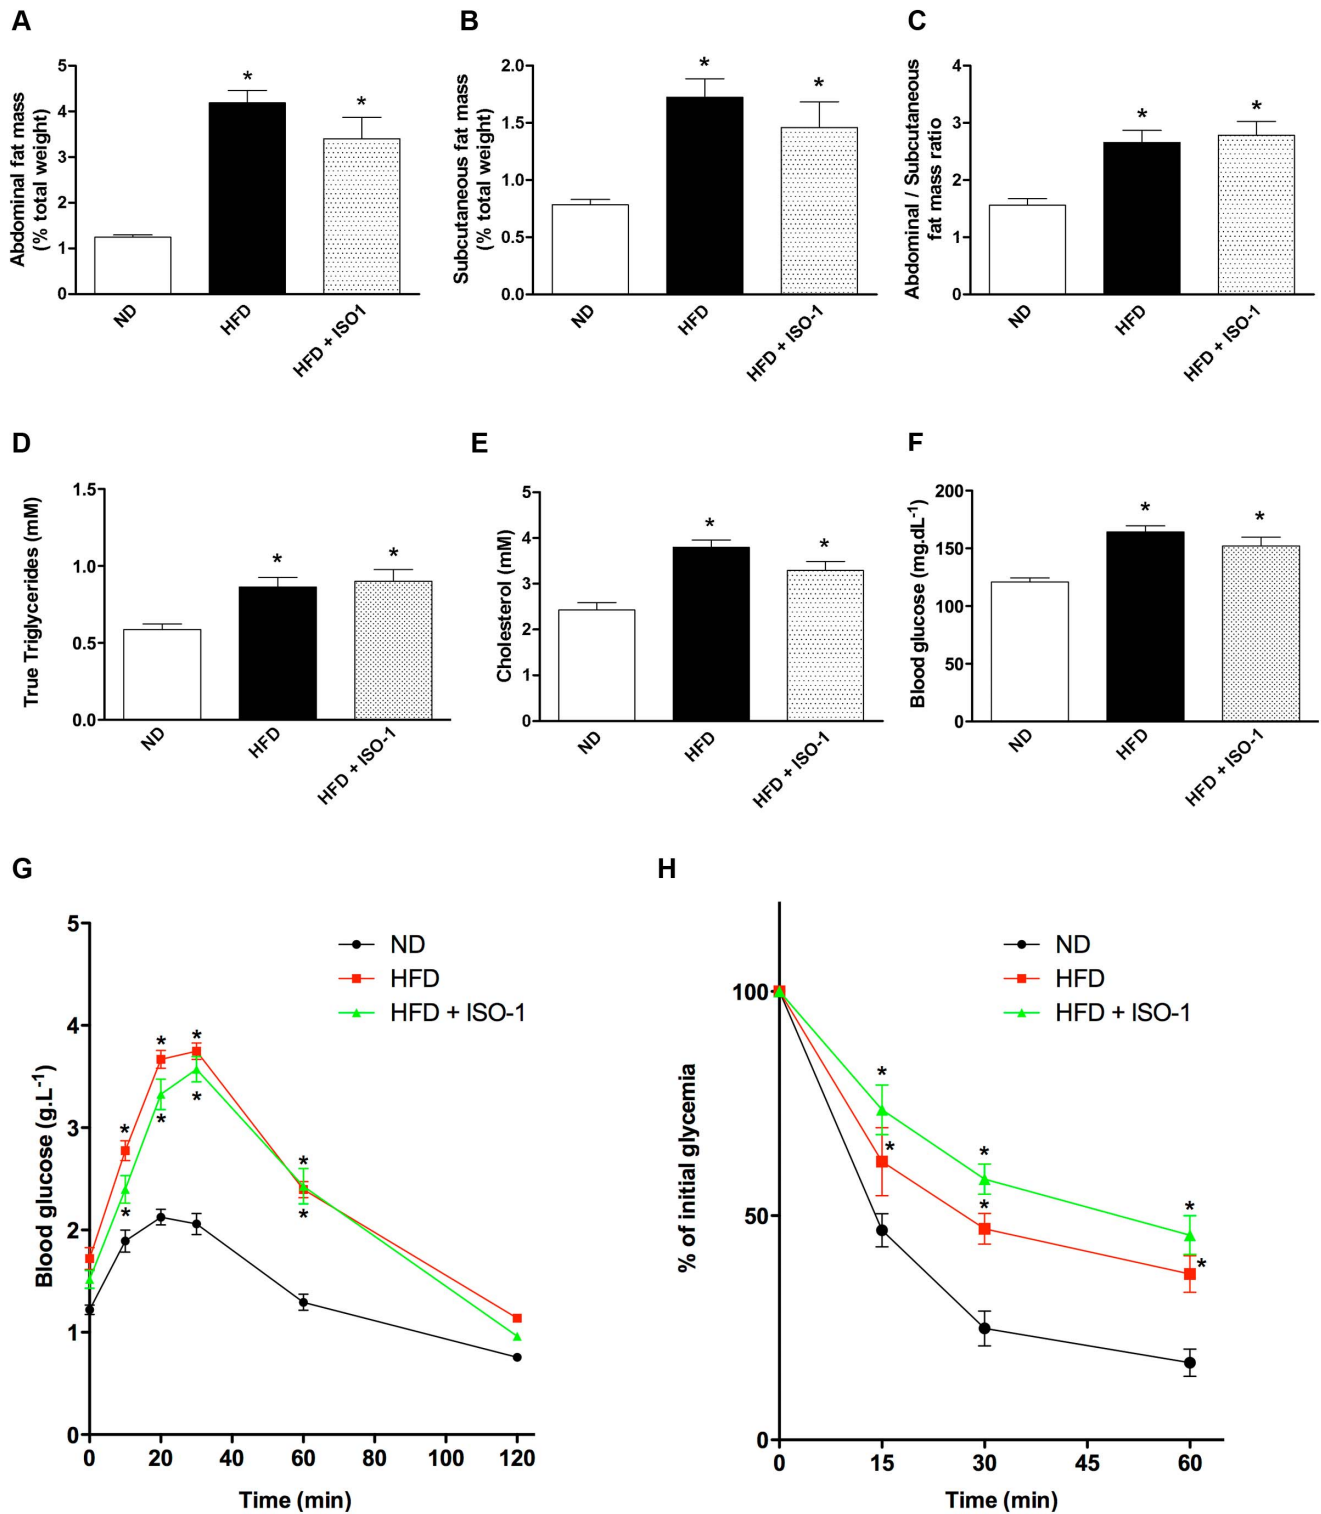 A
Abdominal fat mass
(% total weight)
5
4
3
2
1
0
*
*
ND
HFD
HFD + ISO1
B
Subcutaneous fat mass
(% total weight)
2.0
1.5
1.0
0.5
0.0
*
*
ND
HFD
HFD + ISO-1
C
Abdominal / Subcutaneous
fat mass ratio
4
3
2
1
0
*
*
ND
HFD
HFD + ISO-1
D
True Triglycerides (mM)
1.5
1.0
0.5
0.0
*
*
ND
HFD
HFD + ISO-1
E
Cholesterol (mM)
5
4
3
2
1
0
*
*
ND
HFD
HFD + ISO-1
F
Blood glucose (mg.dL-1)
200
150
100
50
0
*
*
ND
HFD
HFD + ISO-1
G
Blood glucose (g.L-1)
5
4
3
2
1
0
ND
HFD
HFD + ISO-1
*
*
*
*
*
*
*
*
0 20 40 60 80 100 120
Time (min)
H
% of initial glycemia
100
50
0
ND
HFD
HFD + ISO-1
*
*
*
*
*
*
0 15 30 45 60
Time (min)